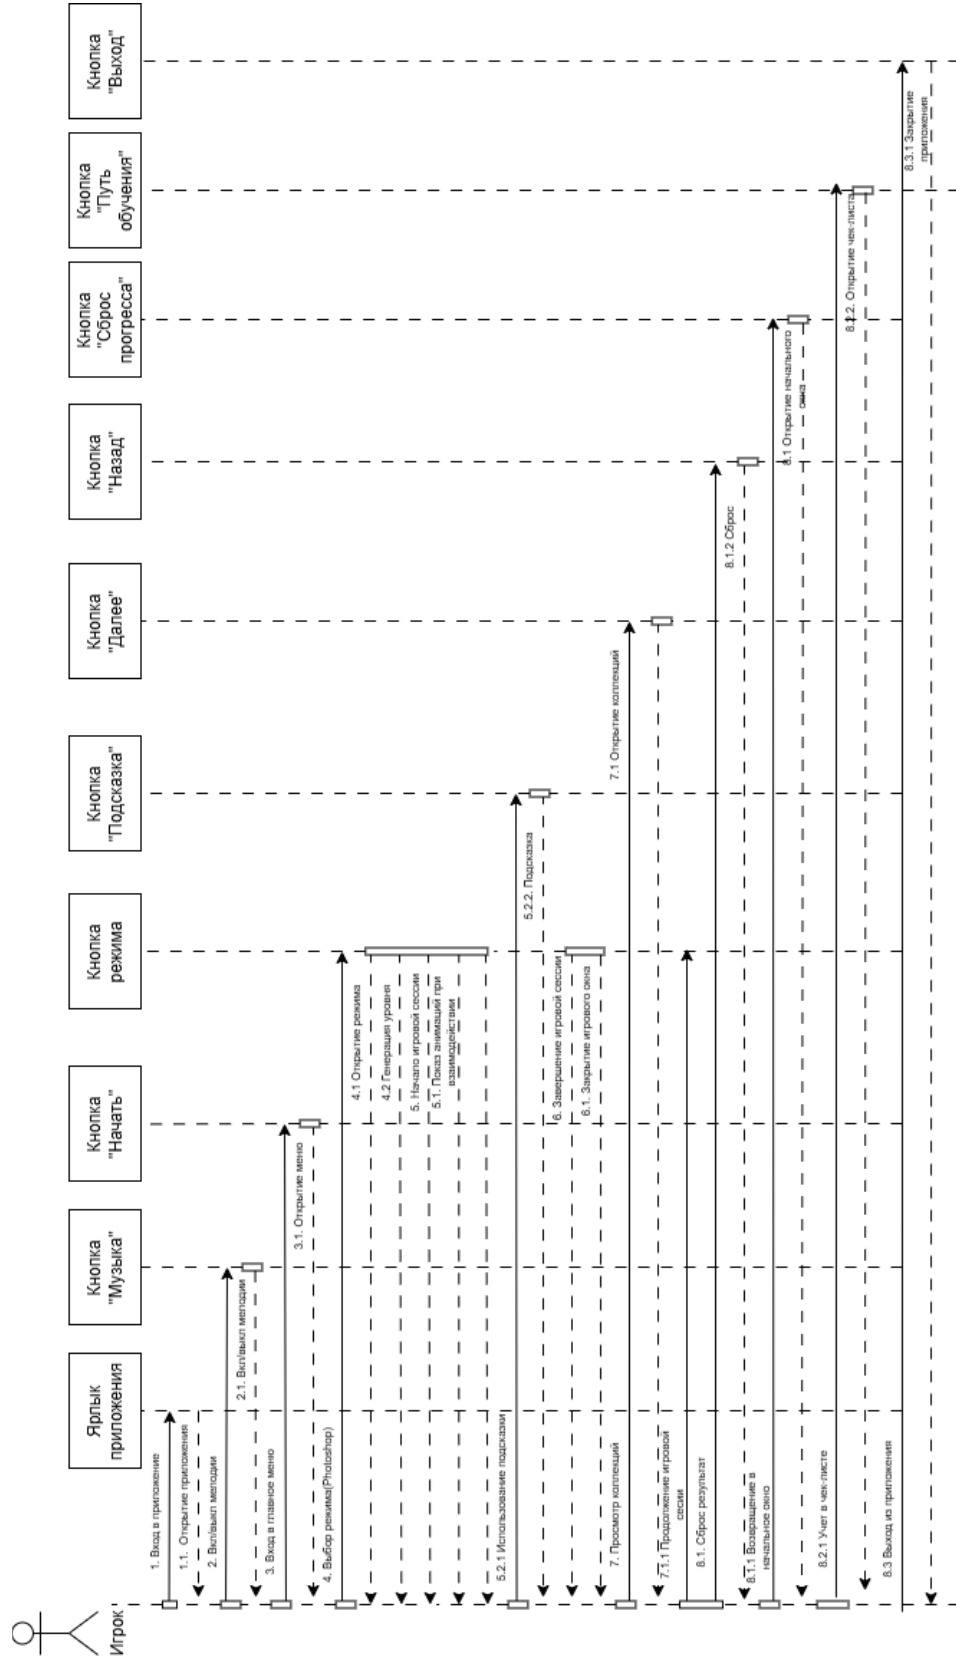 Игрок
Ярлык
приложения
Кнопка
"Музыка"
Кнопка
"Начать"
Кнопка
режима
Кнопка
"Подсказка"
Кнопка
"Далее"
Кнопка
"Назад"
Кнопка
"Сброс
прогресса"
Кнопка
"Путь
обучения"
Кнопка
"Выход"
1. Вход в приложение
1.1. Открытие приложения
2. Вкл/выкл мелодии
2.1. Вкл/выкл мелодии
3. Вход в главное меню
3.1. Открытие меню
4. Выбор режима(Photoshop)
4.1 Открытие режима
4.2 Генерация уровня
5. Начало игровой сессии
5.1. Показ анимаций при
взаимодействии
5.2.1 Использование подсказки
5.2.2. Подсказка
6. Завершение игровой сессии
6.1. Закрытие игрового окна
7. Просмотр коллекций
7.1 Открытие коллекций
7.1.1 Продолжение игровой
сесии
8.1. Сброс результат
8.1.2 Сброс
8.1.1 Возвращение в
начальное окно
8.1 Открытие начального
окна
8.2.1 Учет в чек-листе
8.2.2. Открытие чек-листа
8.3 Выход из приложения
8.3.1 Закрытие
приложения